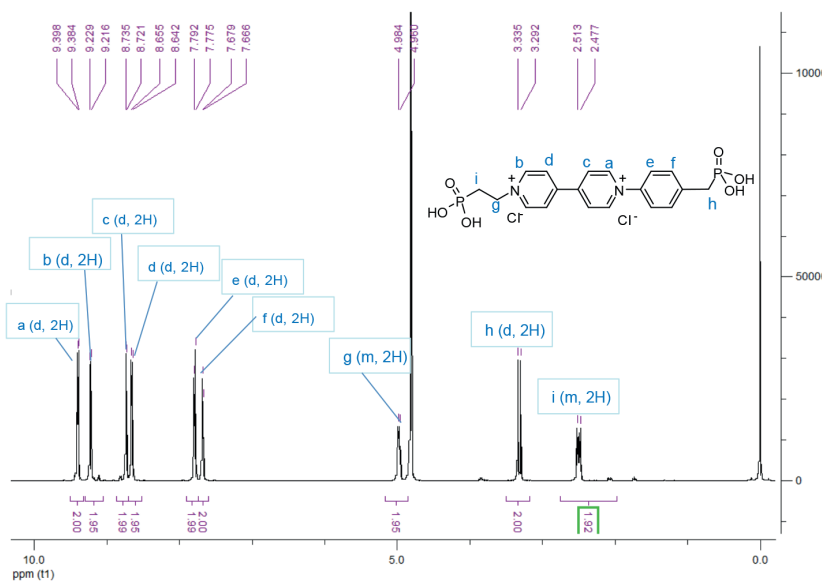 9.398
9.384
9.229
9.216
8.735
8.721
8.655
8.642
7.792
7.775
7.679
7.666
4.984
4.960
3.335
3.292
2.513
2.477
10000
50000
0
a (d, 2H)
b (d, 2H)
c (d, 2H)
d (d, 2H)
e (d, 2H)
f (d, 2H)
g (m, 2H)
h (d, 2H)
i (m, 2H)
i
b
d
c
a
e
f
g
h
O
P
HO
OH
N
+
N
+
Cl-
Cl -
O
P
OH
OH
2.00
1.95
1.99
1.95
1.99
2.00
1.95
2.00
1.92
10.0
5.0
0.0
ppm (t1)